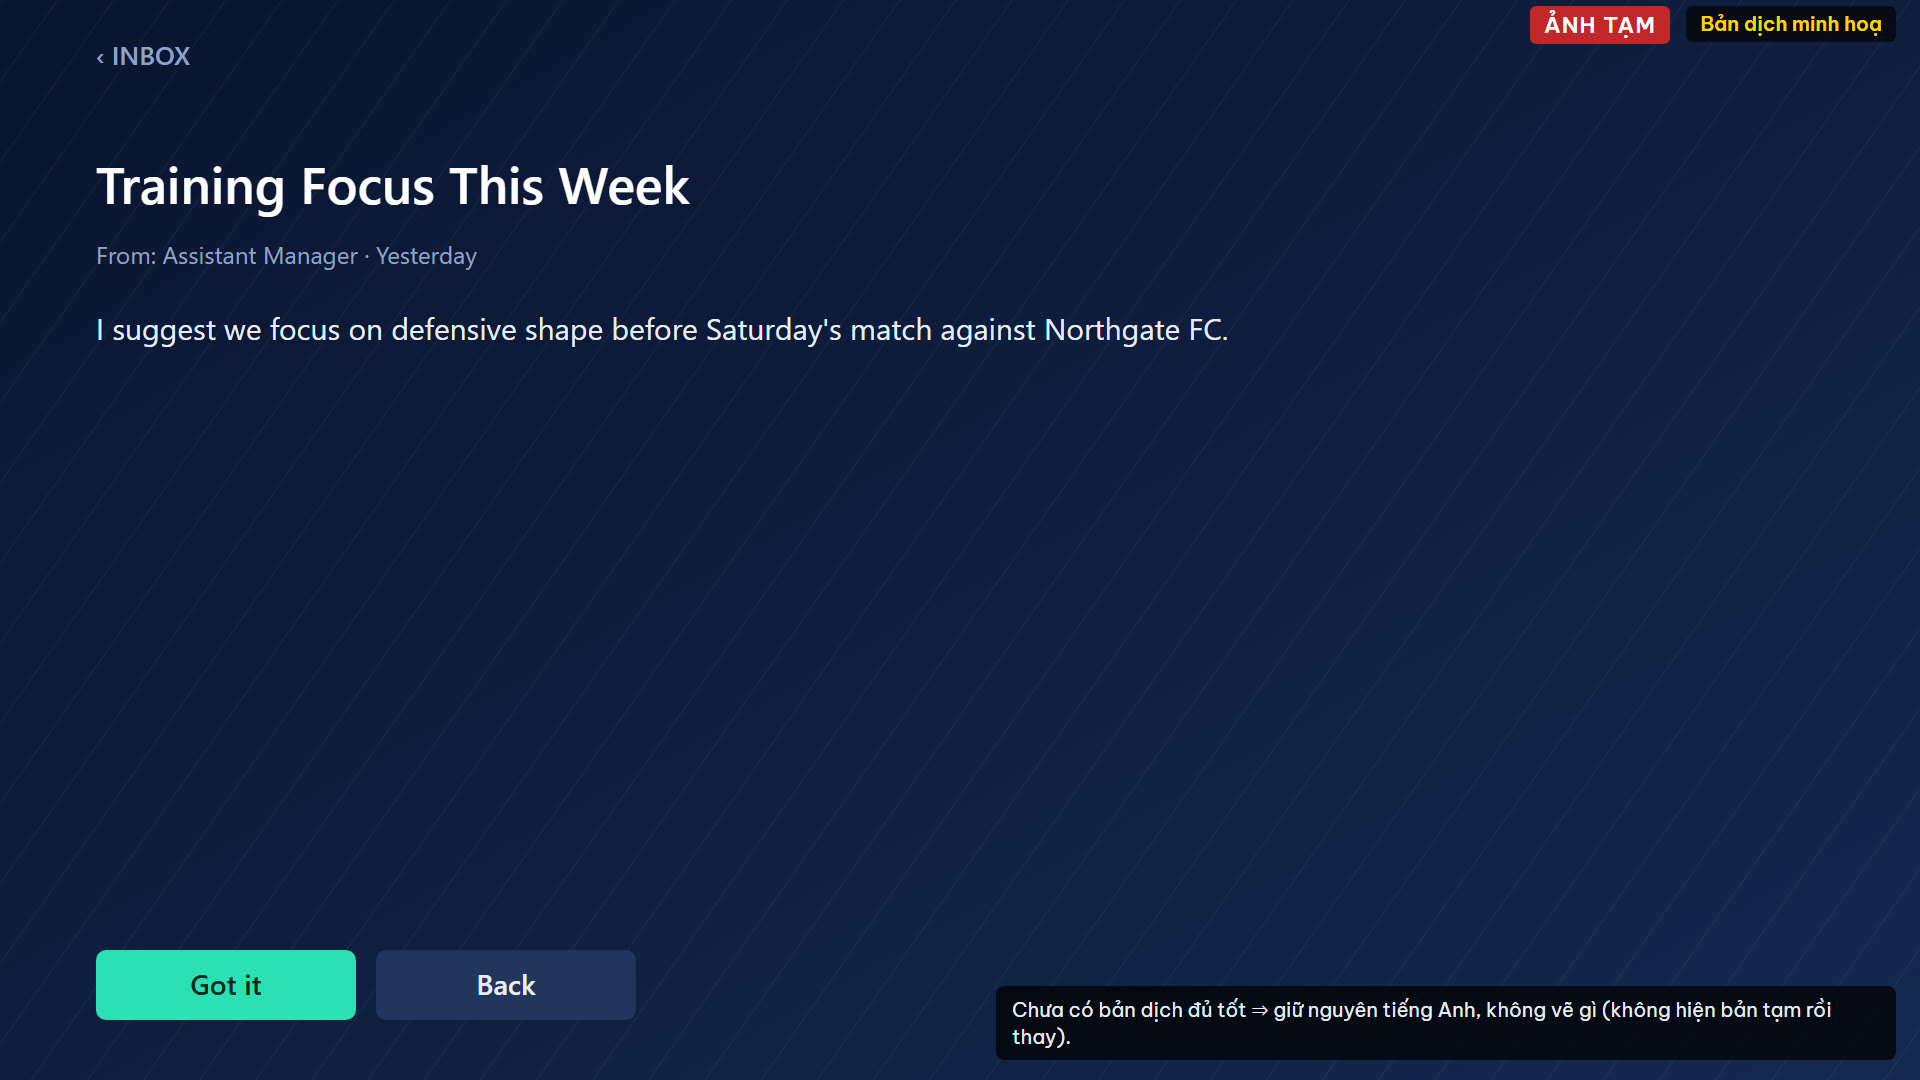 ‹ INBOX
ẢNH TẠM
Bản dịch minh hoạ
Training Focus This Week
From: Assistant Manager · Yesterday
I suggest we focus on defensive shape before Saturday's match against Northgate FC.
Got it
Back
Chưa có bản dịch đủ tốt ⇒ giữ nguyên tiếng Anh, không vẽ gì (không hiện bản tạm rồi
thay).